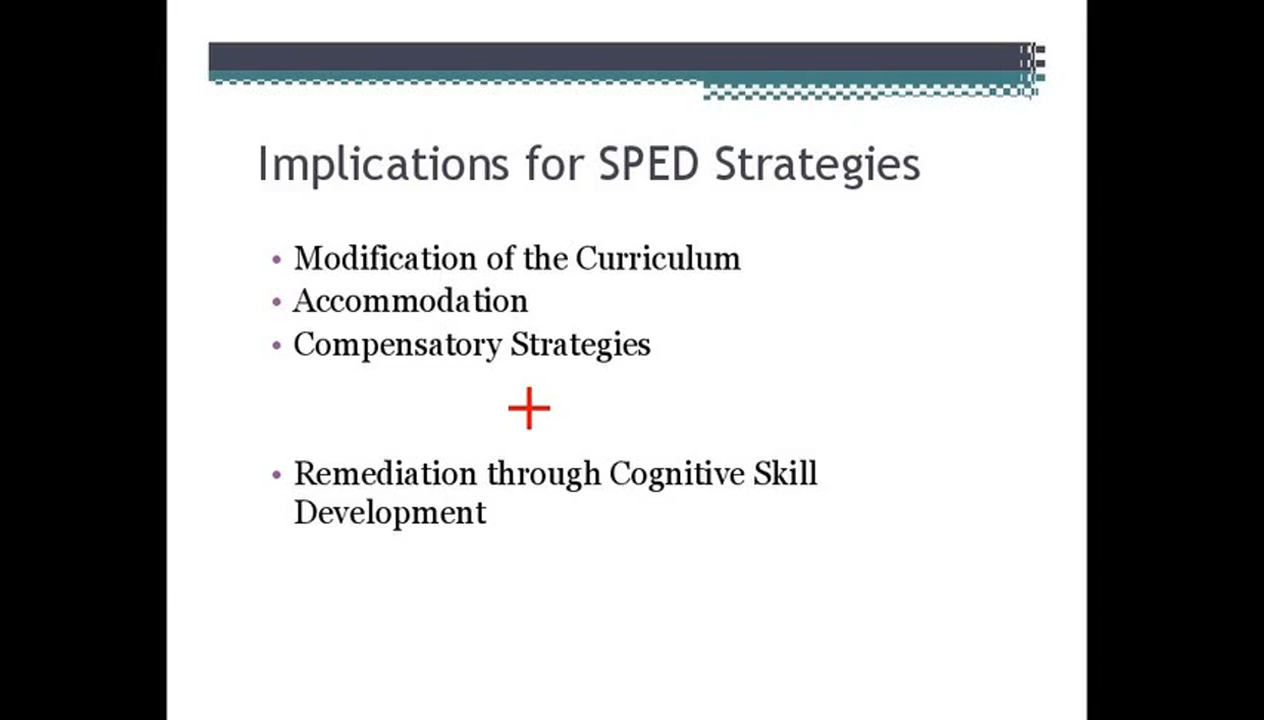 Implications for SPED Strategies
• Modification of the Curriculum
• Accommodation
• Compensatory Strategies
+
• Remediation through Cognitive Skill
Development